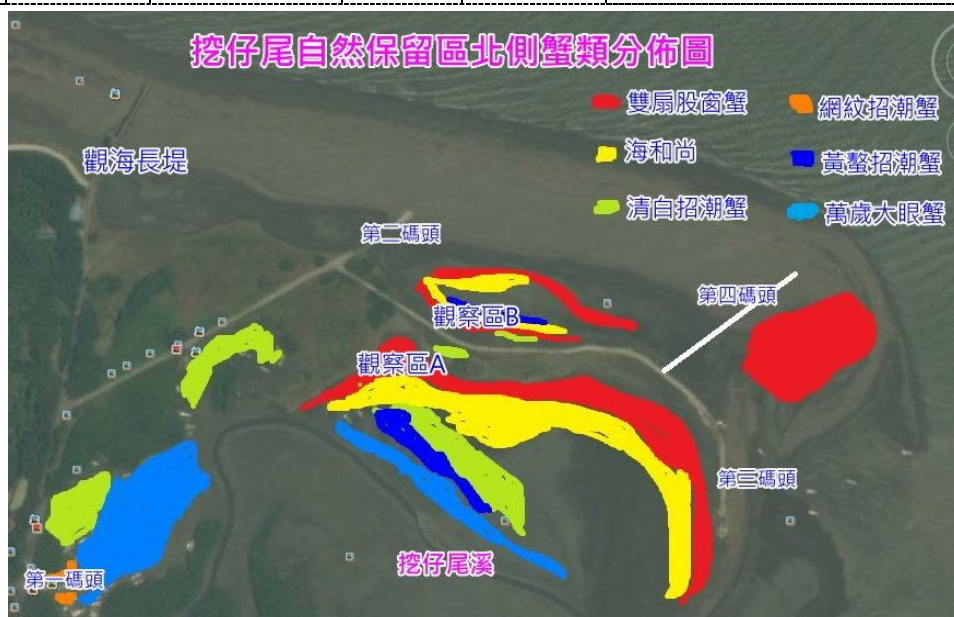 挖仔尾自然保留區北側蟹類分佈圖
雙扇股窗蟹
網紋招潮蟹
海和尚
黃螯招潮蟹
清白招潮蟹
萬歲大眼蟹
觀海長堤
第二碼頭
第四碼頭
觀察區B
觀察區A
第三碼頭
挖仔尾溪
第一碼頭